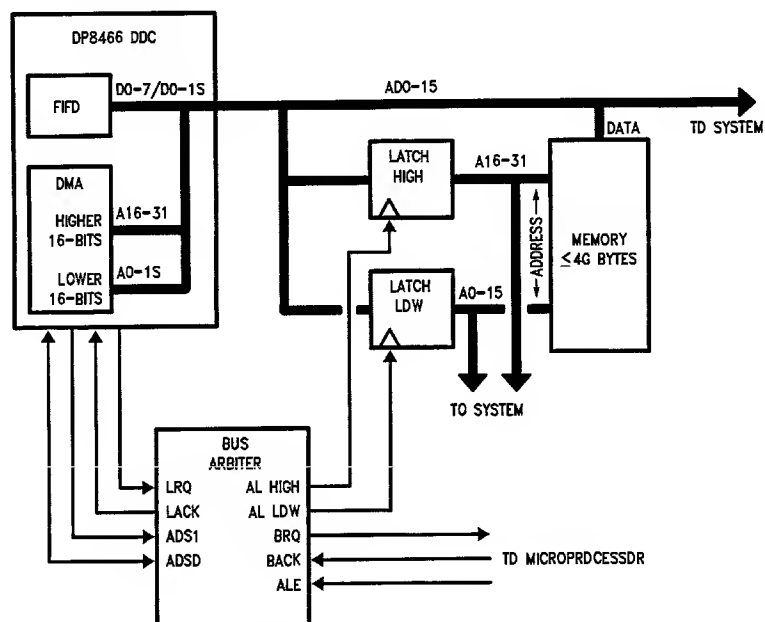 DP8466 DDC
D0-7/D0-1S
AD0-15
FIFD
TD SYSTEM
DATA
LATCH
HIGH
A16-31
DMA
A16-31
HIGHER
16-BITS
ADDRESS
MEMORY
≤4G BYTES
LOWER
16-BITS
A0-1S
LATCH
LDW
A0-15
TO SYSTEM
BUS
ARBITER
LRQ
AL HIGH
LACK
AL LDW
ADS1
BRQ
ADSD
BACK
TD MICROPRDCESSDR
ALE